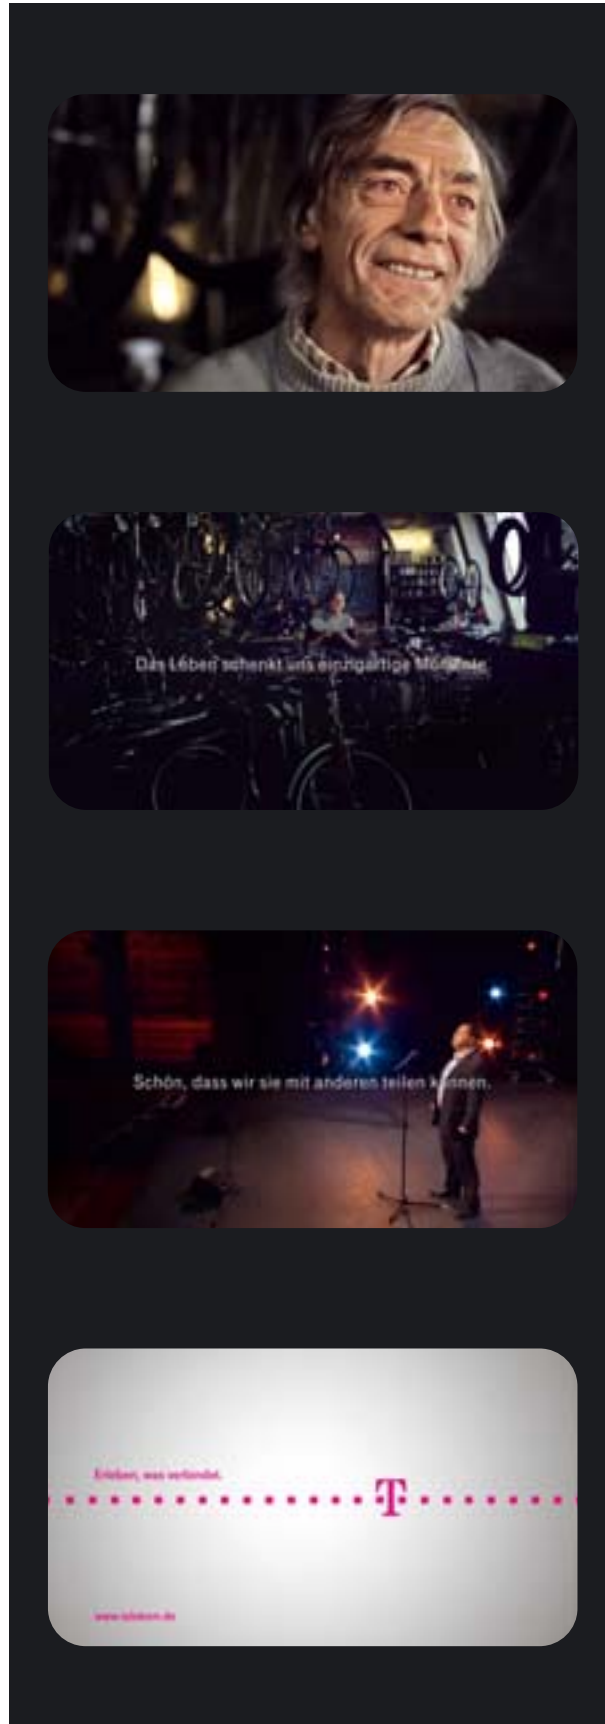 Das Leben schenkt uns einzigartige Momente.
Schön, dass wir sie mit anderen teilen können.
Erleben, was verbindet.
T
www.telekom.de